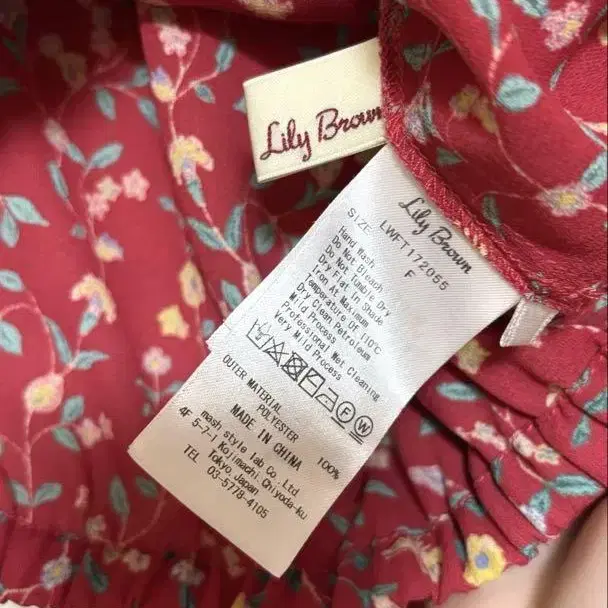 Lily Brown
Lily Brown
SIZE: LWFT172055
F
Hand Wash
Do Not Bleach
Do Not Tumble Dry
Dry Flat In Shade
Iron At Maximum
Temperature Of 110℃
Dry Clean Petroleum
Mild Process
Professional Wet Cleaning
Very Mild Process
OUTER MATERIAL
POLYESTER 100%
MADE IN CHINA
mash style lab Co., Ltd
4F 5-7-1 Kojimachi, Chiyoda-ku
Tokyo, Japan
TEL 03-5778-4105